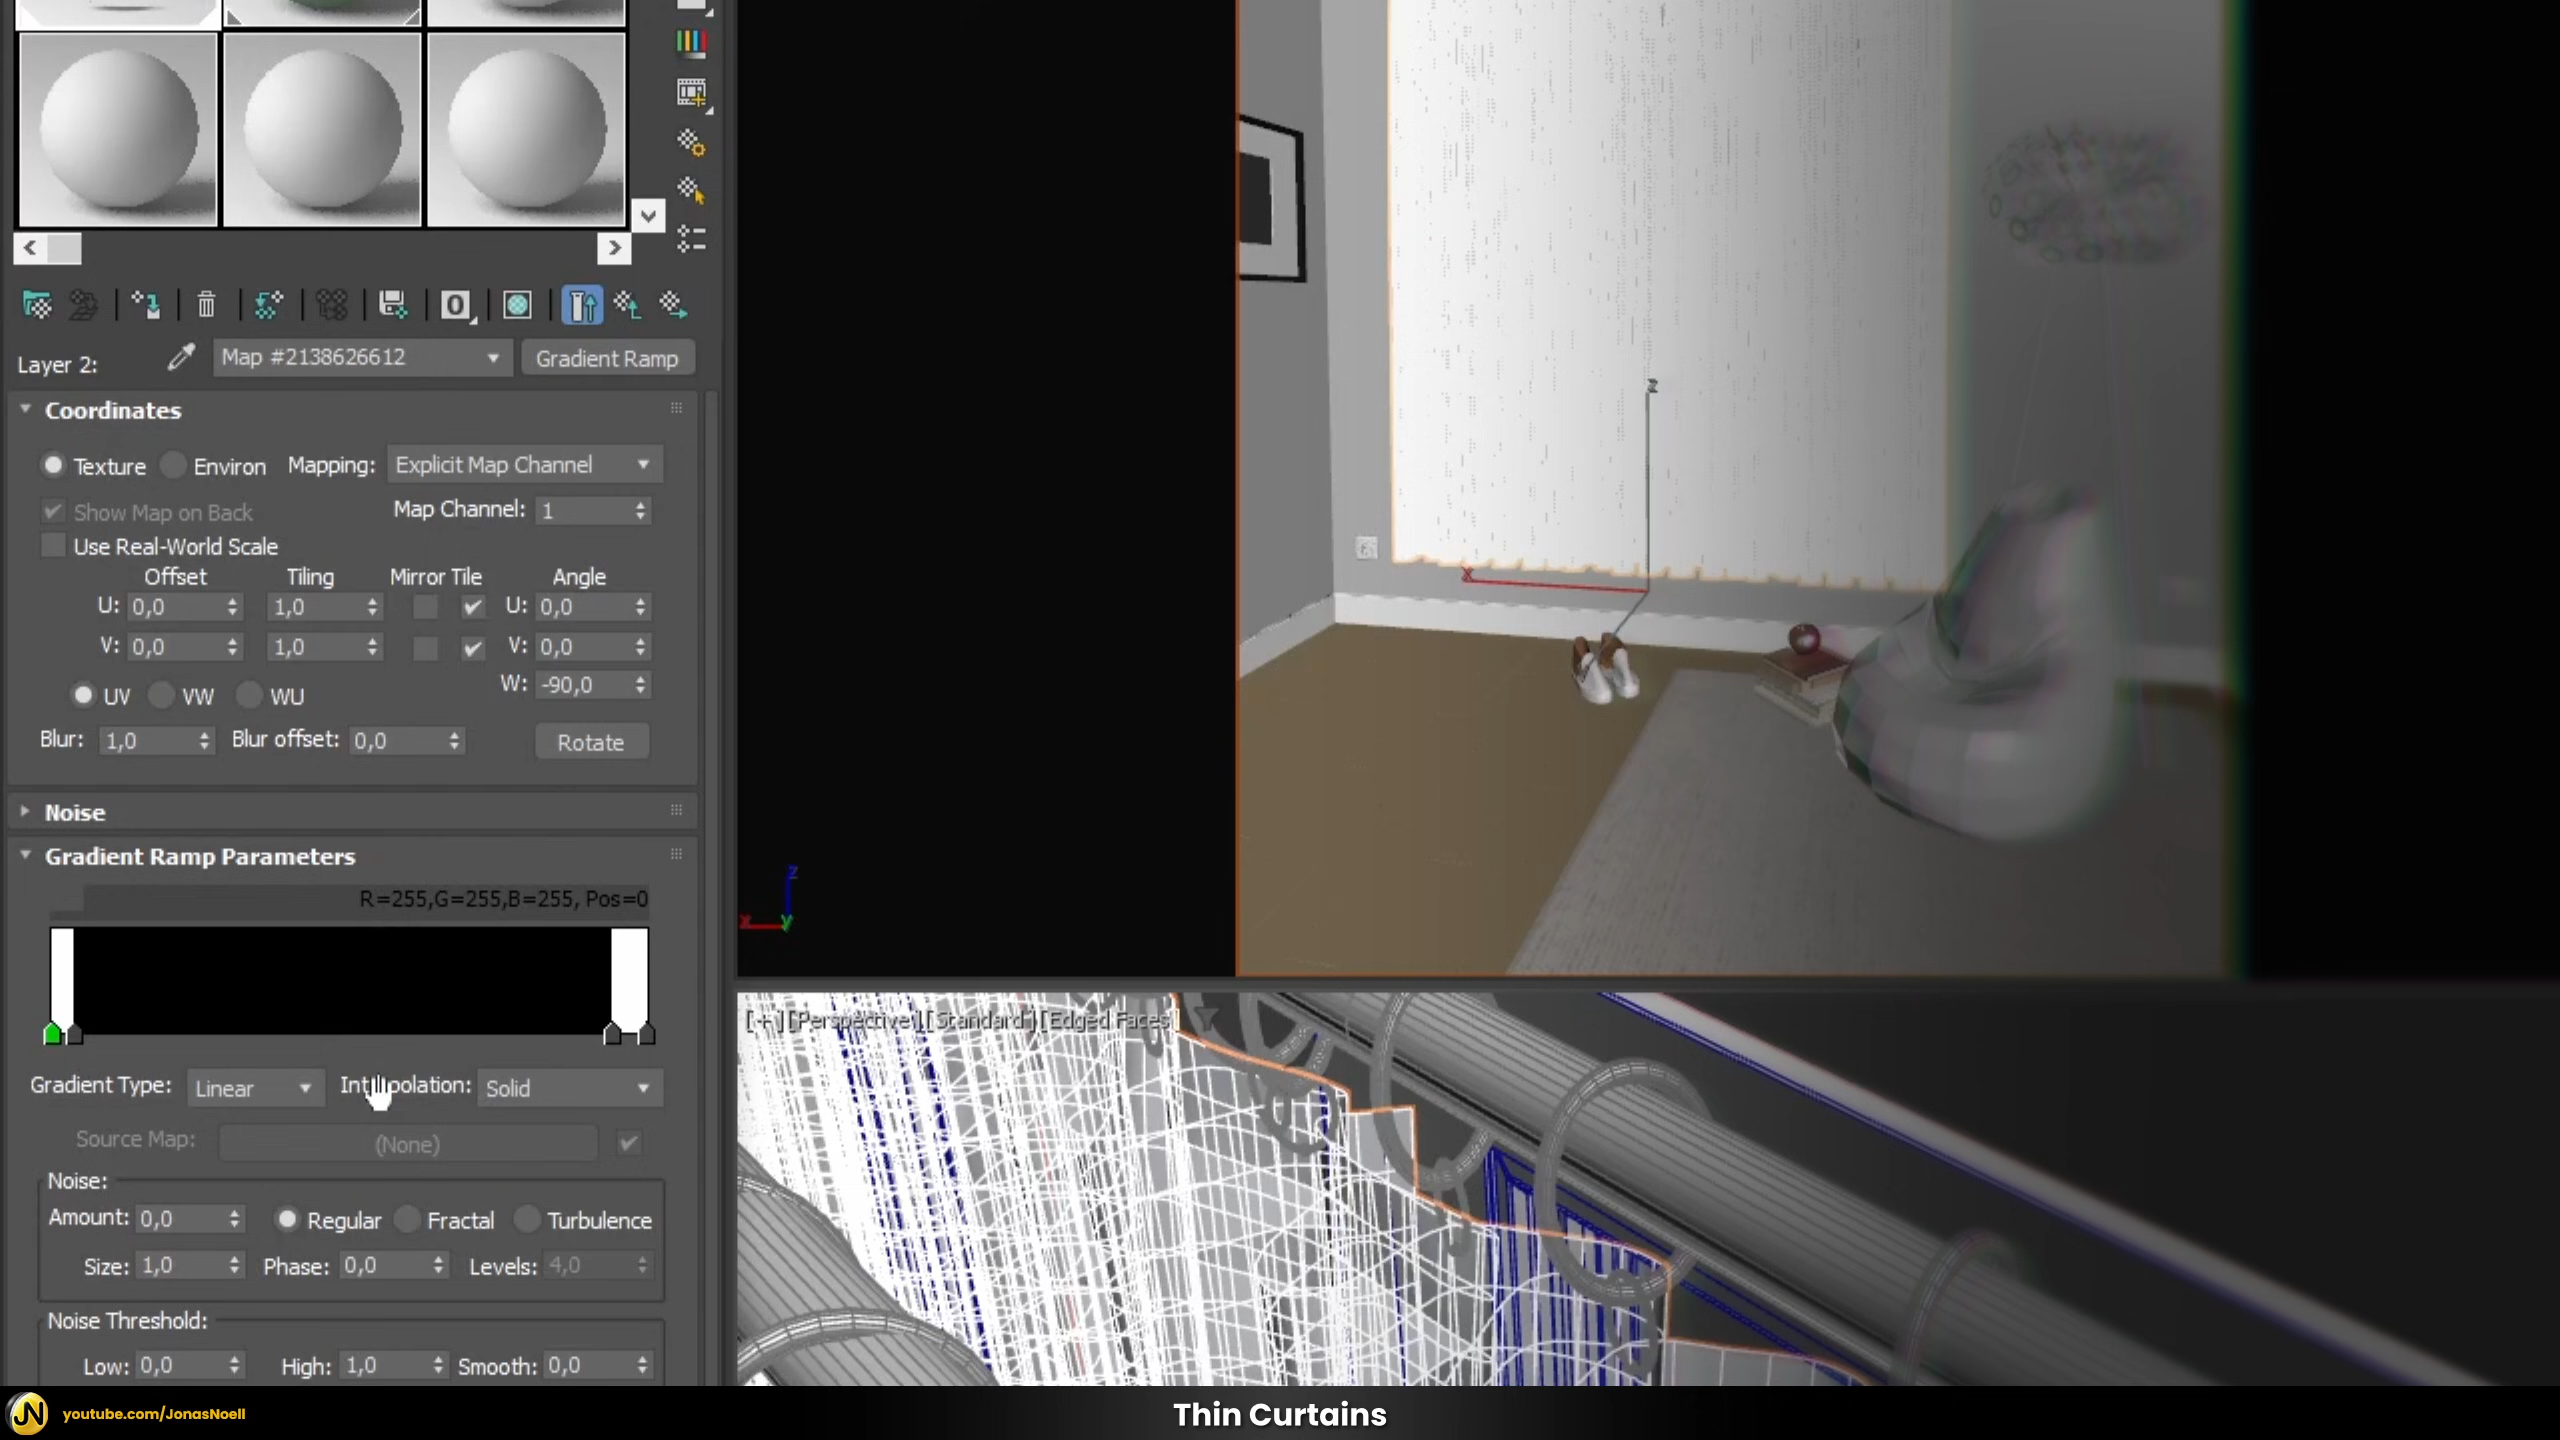 Layer 2: Map #2138626612 Gradient Ramp
Coordinates
Texture Environ Mapping: Explicit Map Channel
Show Map on Back Map Channel: 1
Use Real-World Scale
Offset Tiling Mirror Tile Angle
U: 0,0 1,0 U: 0,0
V: 0,0 1,0 V: 0,0
UV VW WU W: -90,0
Blur: 1,0 Blur offset: 0,0 Rotate
Noise
Gradient Ramp Parameters
R=255,G=255,B=255, Pos=0
Gradient Type: Linear Interpolation: Solid
Source Map: (None)
Noise:
Amount: 0,0 Regular Fractal Turbulence
Size: 1,0 Phase: 0,0 Levels: 4,0
Noise Threshold:
Low: 0,0 High: 1,0 Smooth: 0,0
z
x
z
x y
[+][Perspective][Standard][Edged Faces]
JN youtube.com/JonasNoell
Thin Curtains